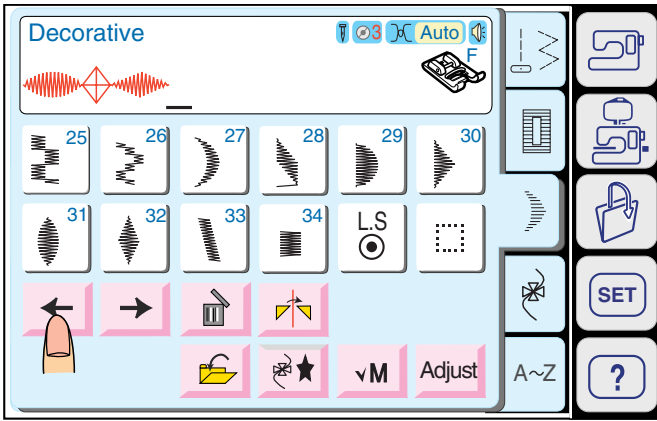 Decorative
3 Auto
F
25 26 27 28 29 30
31 32 33 34 L.S
SET
M Adjust A~Z ?